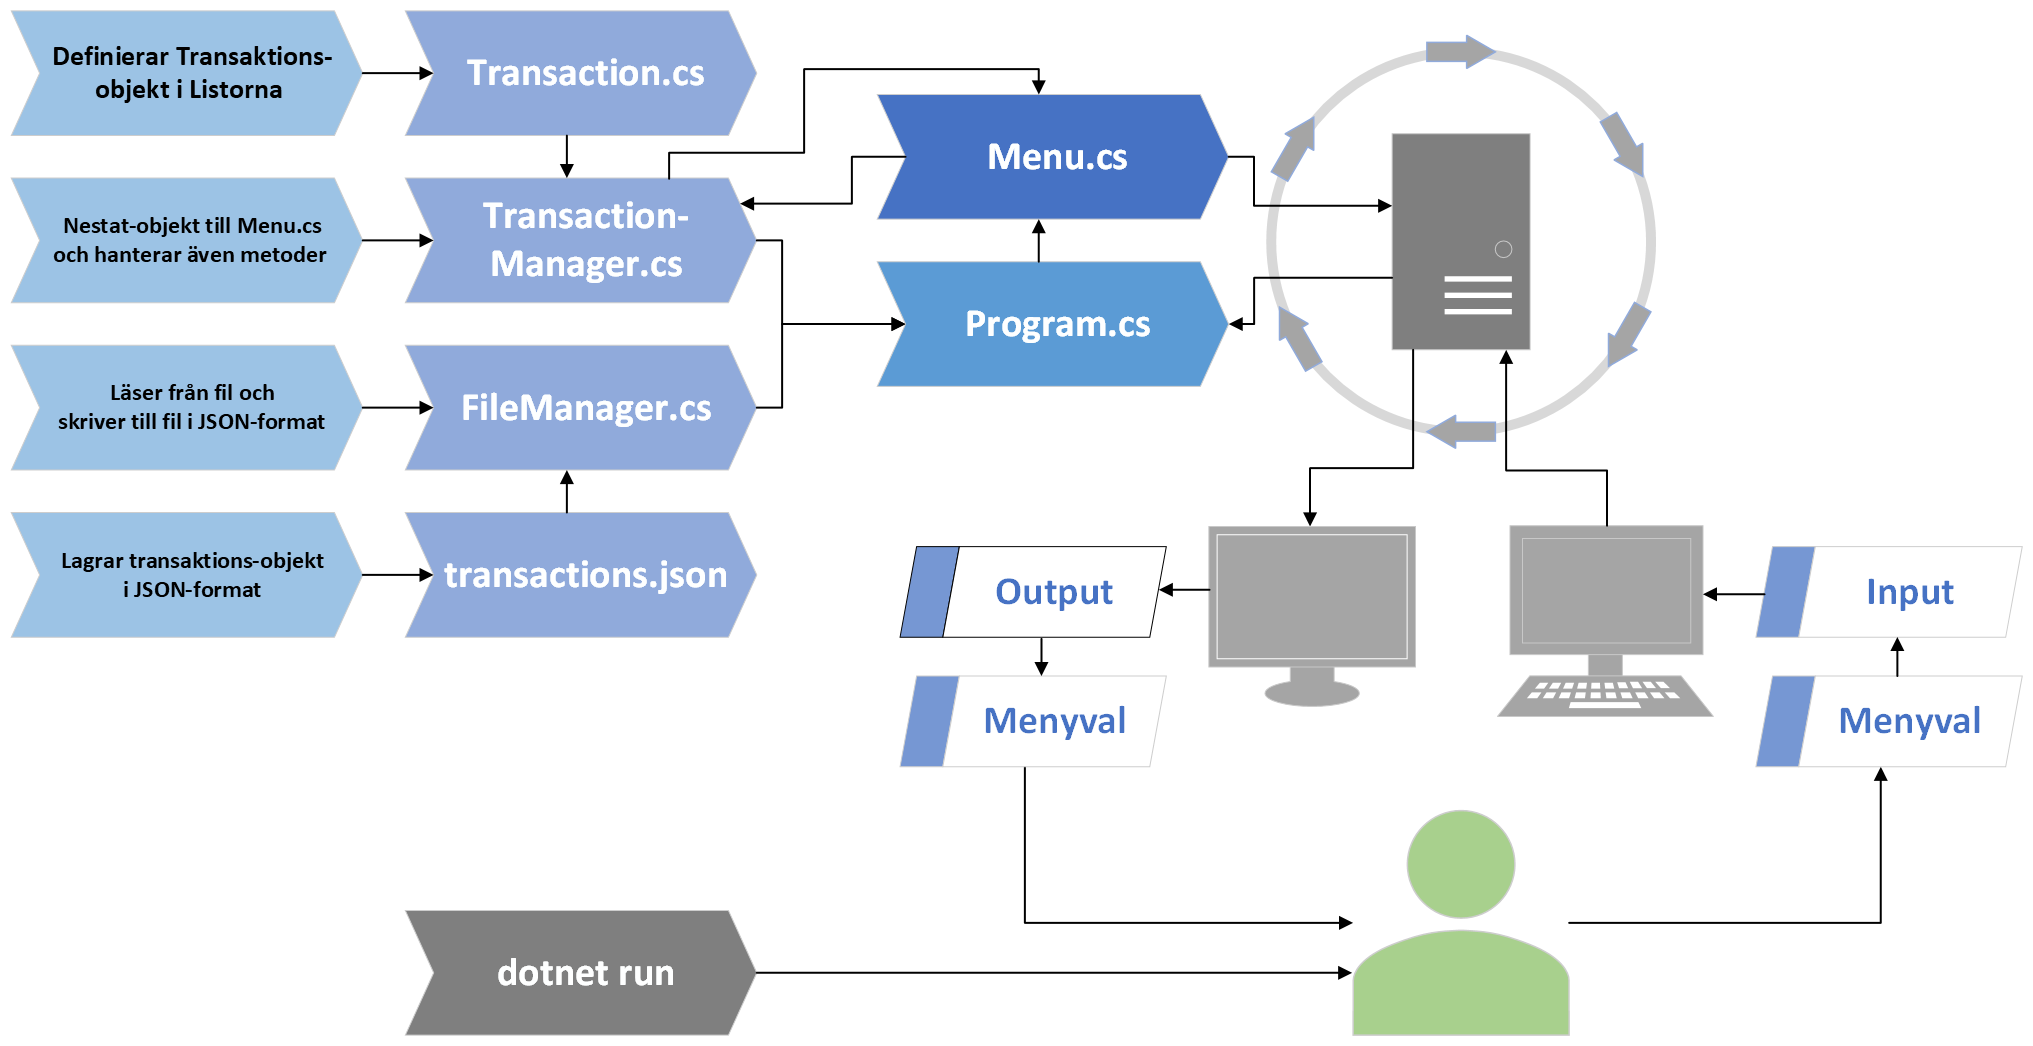 Definierar Transaktions-
objekt i Listorna
Transaction.cs
Nestat-objekt till Menu.cs
och hanterar även metoder
Transaction-
Manager.cs
Läser från fil och
skriver till fil i JSON-format
FileManager.cs
Lagrar transaktions-objekt
i JSON-format
transactions.json
Menu.cs
Program.cs
Output
Menyval
Input
Menyval
dotnet run